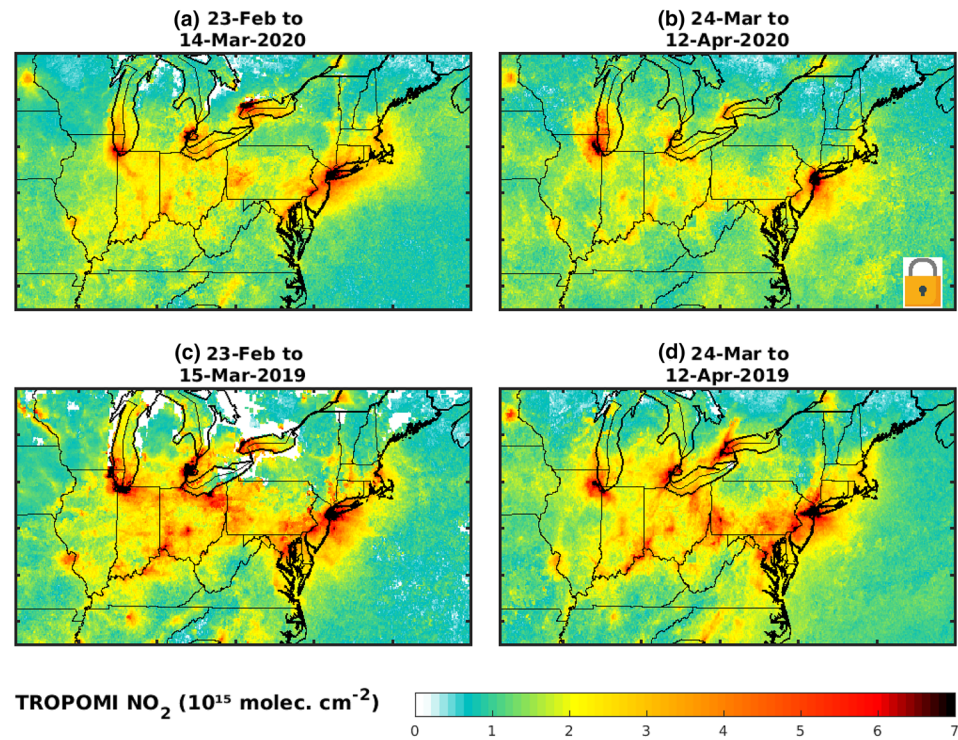 (a) 23-Feb to
14-Mar-2020
(b) 24-Mar to
12-Apr-2020
(c) 23-Feb to
15-Mar-2019
(d) 24-Mar to
12-Apr-2019
TROPOMI NO₂ (10¹⁵ molec. cm⁻²)
0 1 2 3 4 5 6 7